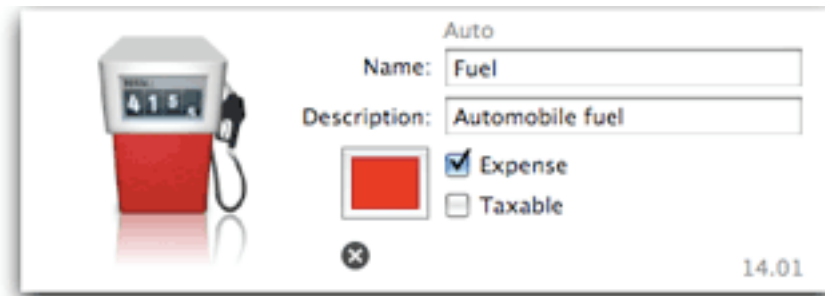 Auto
Name: Fuel
Description: Automobile fuel
Expense
Taxable
14.01